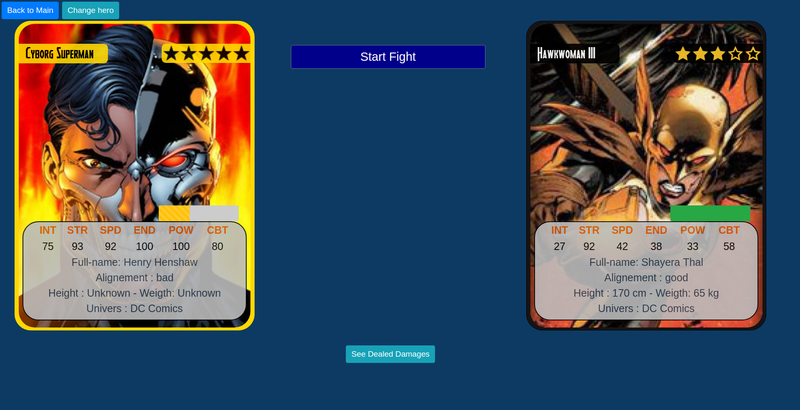 Back to Main
Change hero
Cyborg Superman
INT STR SPD END POW CBT
75 93 92 100 100 80
Full-name: Henry Henshaw
Alignement : bad
Height : Unknown - Weigth: Unknown
Univers : DC Comics
Start Fight
See Dealed Damages
Hawkwoman III
INT STR SPD END POW CBT
27 92 42 38 33 58
Full-name: Shayera Thal
Alignement : good
Height : 170 cm - Weigth: 65 kg
Univers : DC Comics